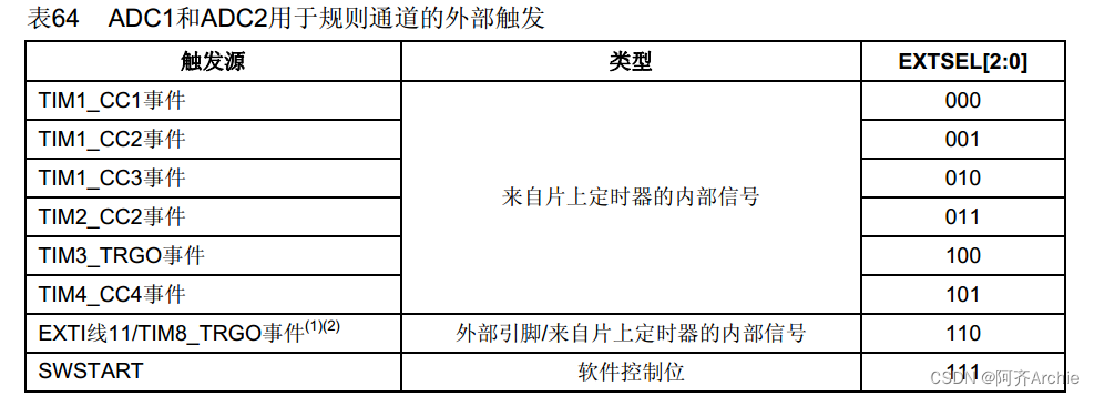 表64 ADC1和ADC2用于规则通道的外部触发
触发源 类型 EXTSEL[2:0]
TIM1_CC1事件 000
TIM1_CC2事件 001
TIM1_CC3事件 010
来自片上定时器的内部信号
TIM2_CC2事件 011
TIM3_TRGO事件 100
TIM4_CC4事件 101
EXTI线11/TIM8_TRGO事件(1)(2) 外部引脚/来自片上定时器的内部信号 110
SWSTART 软件控制位 111
CSDN @阿齐Archie